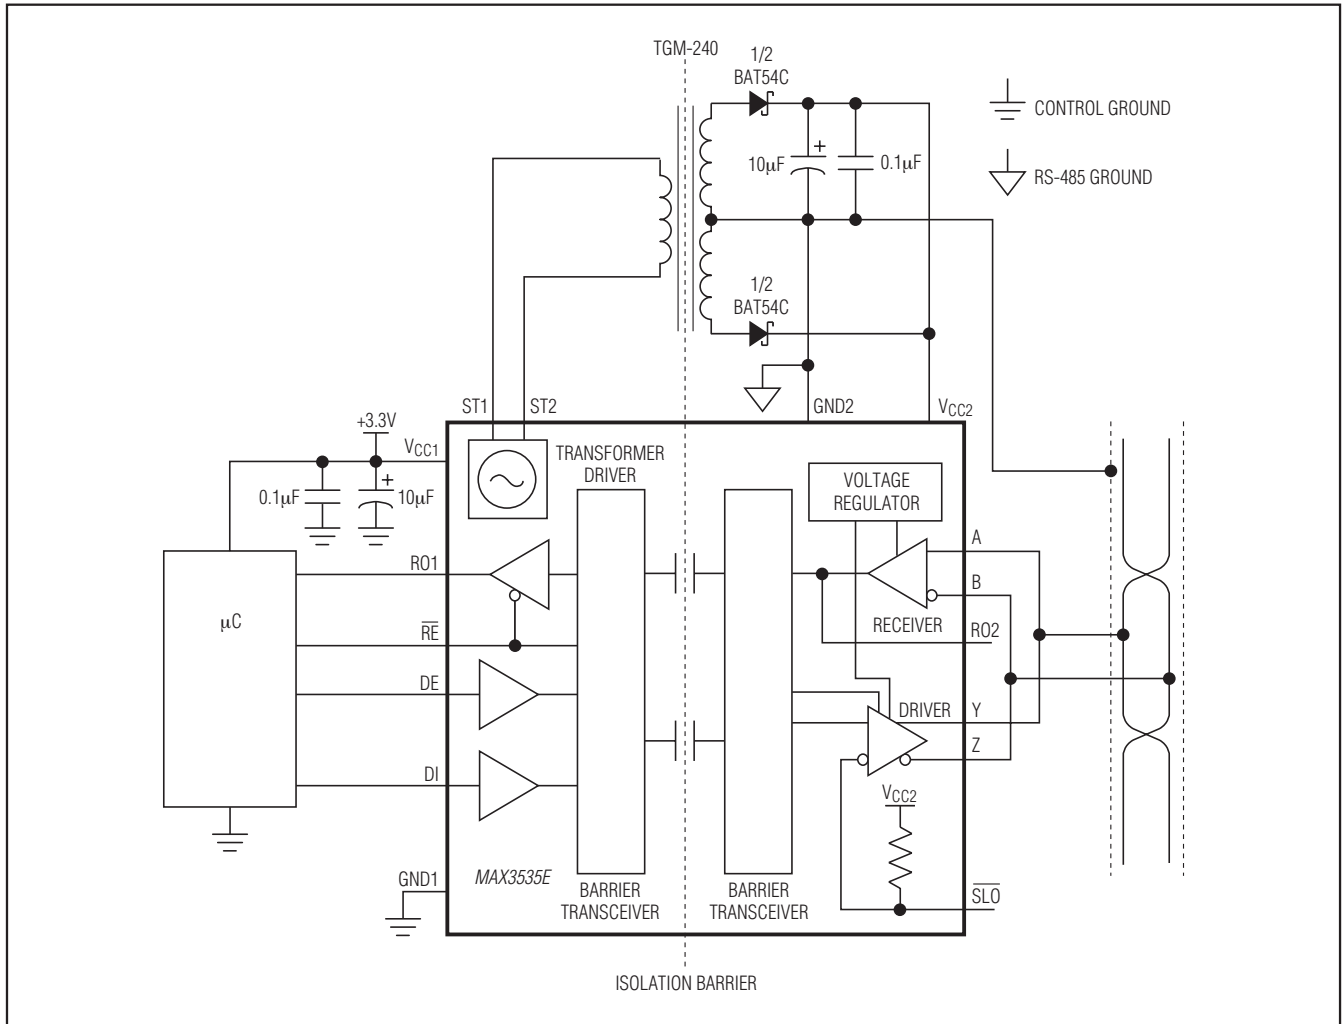 TGM-240
1/2
BAT54C
CONTROL GROUND
10μF
+
0.1μF
RS-485 GROUND
1/2
BAT54C
ST1
ST2
GND2
VCC2
+3.3V
VCC1
TRANSFORMER
DRIVER
VOLTAGE
REGULATOR
0.1μF
+
10μF
A
RO1
B
μC
RECEIVER
RO2
RE
DE
DRIVER
Y
Z
DI
VCC2
GND1
MAX3535E
BARRIER
TRANSCEIVER
BARRIER
TRANSCEIVER
SLO
ISOLATION BARRIER